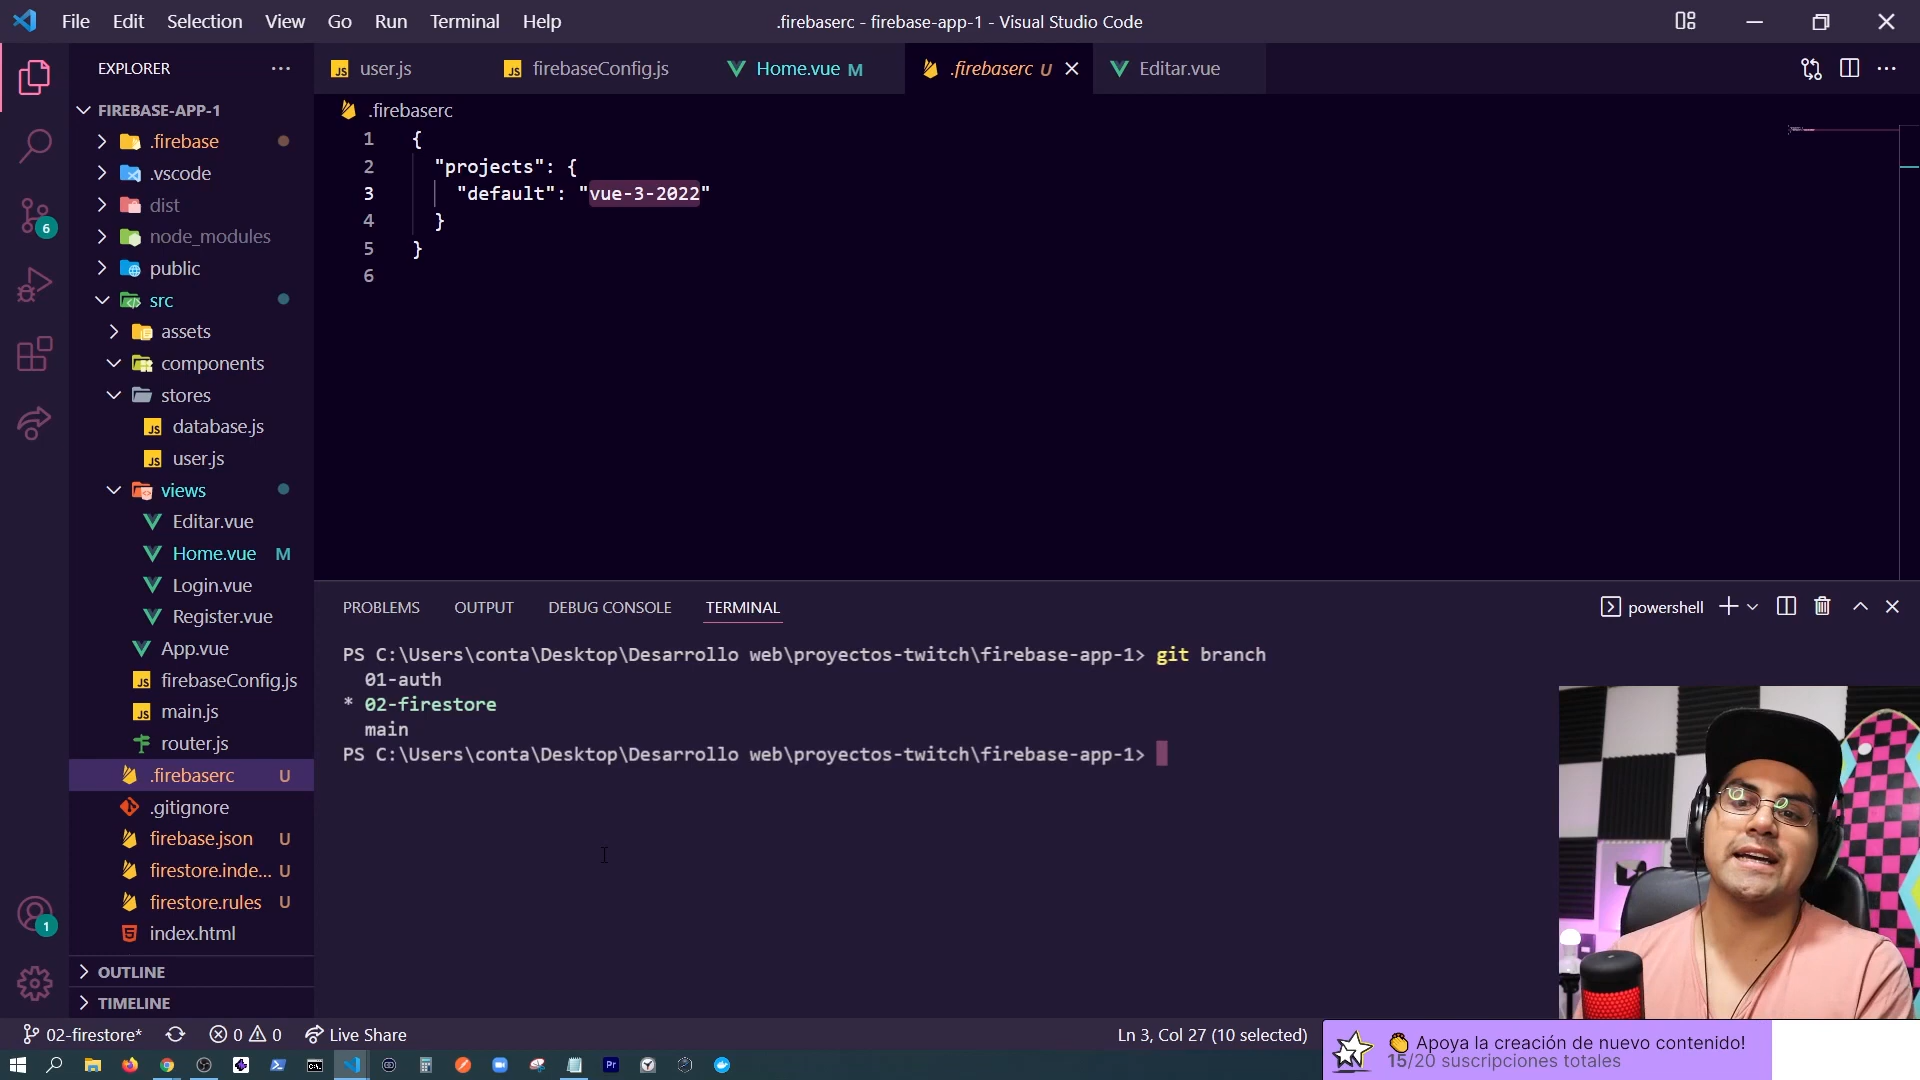 File Edit Selection View Go Run Terminal Help
.firebaserc - firebase-app-1 - Visual Studio Code
EXPLORER
FIREBASE-APP-1
.firebase
.vscode
dist
node_modules
public
src
assets
components
stores
database.js
user.js
views
Editar.vue
Home.vue M
Login.vue
Register.vue
App.vue
firebaseConfig.js
main.js
router.js
.firebaserc U
.gitignore
firebase.json U
firestore.inde... U
firestore.rules U
index.html
OUTLINE
TIMELINE
6
1
user.js
firebaseConfig.js
Home.vue M
.firebaserc U
Editar.vue
.firebaserc
1 {
2 "projects": {
3 "default": "vue-3-2022"
4 }
5 }
6
PROBLEMS OUTPUT DEBUG CONSOLE TERMINAL
powershell
PS C:\Users\conta\Desktop\Desarrollo web\proyectos-twitch\firebase-app-1> git branch
01-auth
* 02-firestore
main
PS C:\Users\conta\Desktop\Desarrollo web\proyectos-twitch\firebase-app-1>
02-firestore* 0 0 Live Share
Ln 3, Col 27 (10 selected)
👏 Apoya la creación de nuevo contenido!
15/20 suscripciones totales